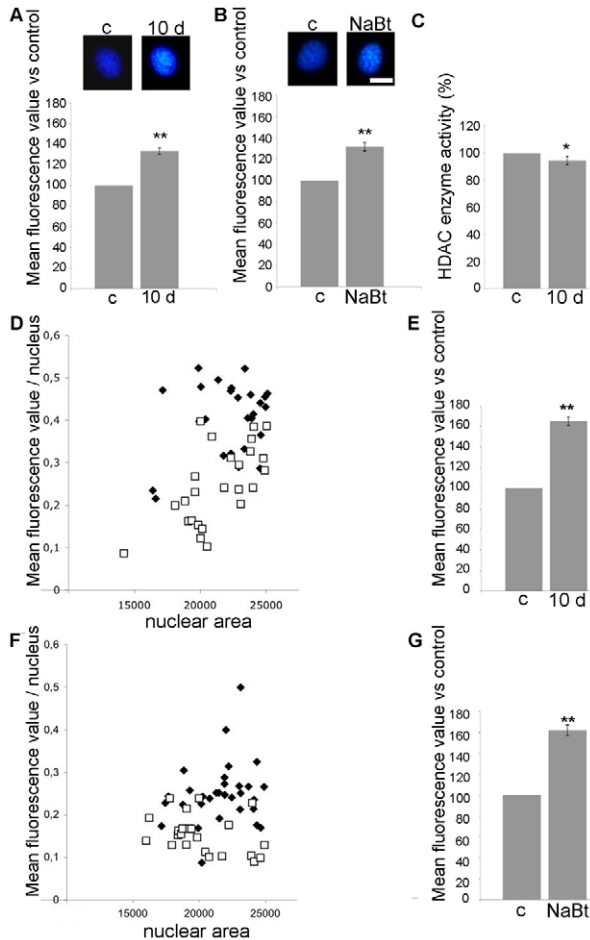 A
c
10 d
Mean fluorescence value vs control
180
160
140
120
100
80
60
40
20
0
**
c
10 d
B
c
NaBt
Mean fluorescence value vs control
180
160
140
120
100
80
60
40
20
0
**
c
NaBt
C
HDAC enzyme activity (%)
120
100
80
60
40
20
0
*
c
10 d
D
Mean fluorescence value / nucleus
0,6
0,5
0,4
0,3
0,2
0,1
0
15000
20000
25000
nuclear area
E
Mean fluorescence value vs control
180
160
140
120
100
80
60
40
20
0
**
c
10 d
F
Mean fluorescence value / nucleus
0,6
0,5
0,4
0,3
0,2
0,1
0
15000
20000
25000
nuclear area
G
Mean fluorescence value vs control
180
160
140
120
100
80
60
40
20
0
**
c
NaBt